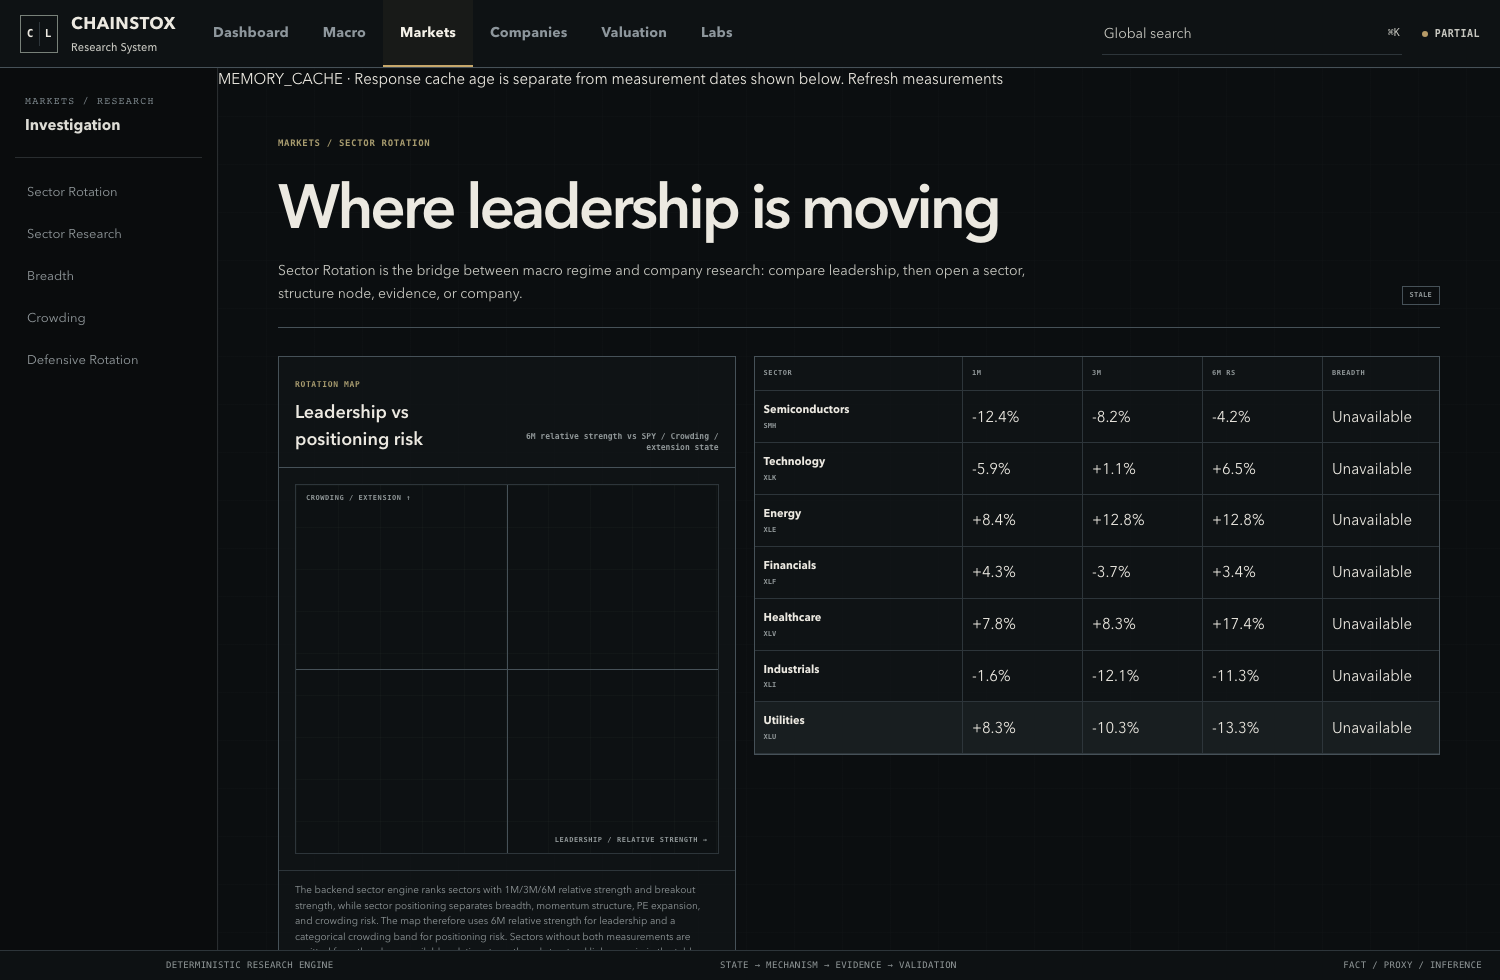 C L
CHAINSTOX
Research System
Dashboard
Macro
Markets
Companies
Valuation
Labs
Global search
⌘K
PARTIAL
MARKETS / RESEARCH
Investigation
Sector Rotation
Sector Research
Breadth
Crowding
Defensive Rotation
MEMORY_CACHE · Response cache age is separate from measurement dates shown below. Refresh measurements
MARKETS / SECTOR ROTATION
Where leadership is moving
Sector Rotation is the bridge between macro regime and company research: compare leadership, then open a sector,
structure node, evidence, or company.
STALE
ROTATION MAP
Leadership vs
positioning risk
6M relative strength vs SPY / Crowding /
extension state
CROWDING / EXTENSION ↑
LEADERSHIP / RELATIVE STRENGTH →
The backend sector engine ranks sectors with 1M/3M/6M relative strength and breakout
strength, while sector positioning separates breadth, momentum structure, PE expansion,
and crowding risk. The map therefore uses 6M relative strength for leadership and a
categorical crowding band for positioning risk. Sectors without both measurements are
SECTOR 1M 3M 6M RS BREADTH
Semiconductors
SMH
-12.4% -8.2% -4.2% Unavailable
Technology
XLK
-5.9% +1.1% +6.5% Unavailable
Energy
XLE
+8.4% +12.8% +12.8% Unavailable
Financials
XLF
+4.3% -3.7% +3.4% Unavailable
Healthcare
XLV
+7.8% +8.3% +17.4% Unavailable
Industrials
XLI
-1.6% -12.1% -11.3% Unavailable
Utilities
XLU
+8.3% -10.3% -13.3% Unavailable
DETERMINISTIC RESEARCH ENGINE
STATE → MECHANISM → EVIDENCE → VALIDATION
FACT / PROXY / INFERENCE